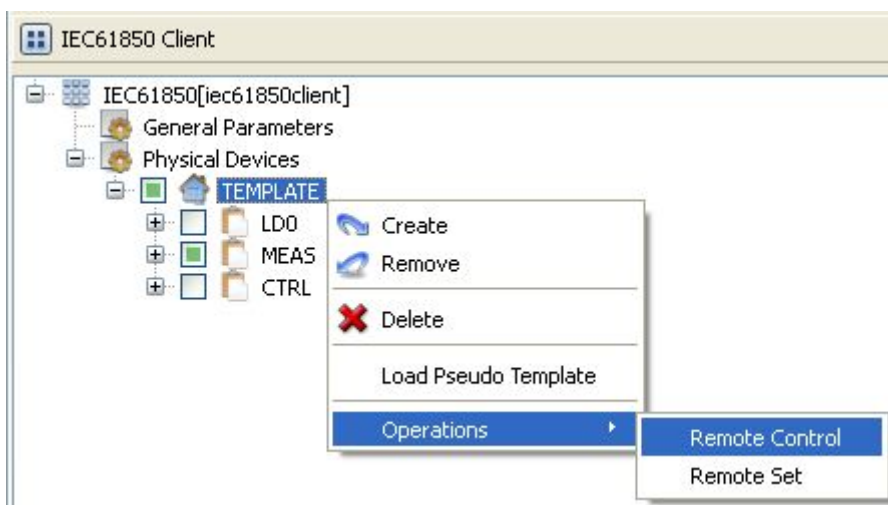 IEC61850 Client
IEC61850[iec61850client]
General Parameters
Physical Devices
TEMPLATE
LD0
MEAS
CTRL
Create
Remove
Delete
Load Pseudo Template
Operations
Remote Control
Remote Set